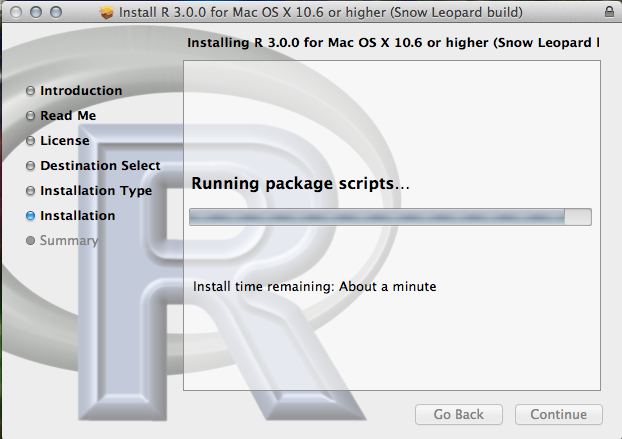 Install R 3.0.0 for Mac OS X 10.6 or higher (Snow Leopard build)
Installing R 3.0.0 for Mac OS X 10.6 or higher (Snow Leopard
Introduction
Read Me
License
Destination Select
Installation Type
Installation
Summary
Running package scripts...
Install time remaining: About a minute
Go Back
Continue
R